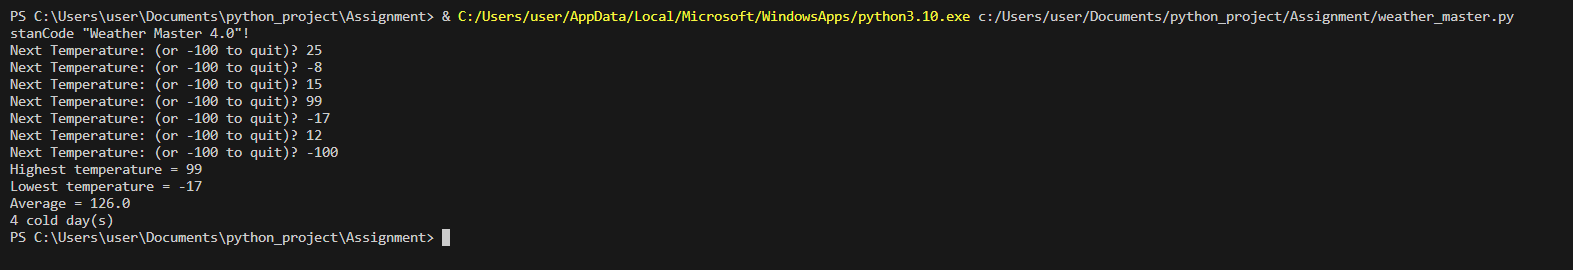 PS C:\Users\user\Documents\python_project\Assignment> & C:/Users/user/AppData/Local/Microsoft/WindowsApps/python3.10.exe c:/Users/user/Documents/python_project/Assignment/weather_master.py
stanCode "Weather Master 4.0"!
Next Temperature: (or -100 to quit)? 25
Next Temperature: (or -100 to quit)? -8
Next Temperature: (or -100 to quit)? 15
Next Temperature: (or -100 to quit)? 99
Next Temperature: (or -100 to quit)? -17
Next Temperature: (or -100 to quit)? 12
Next Temperature: (or -100 to quit)? -100
Highest temperature = 99
Lowest temperature = -17
Average = 126.0
4 cold day(s)
PS C:\Users\user\Documents\python_project\Assignment>